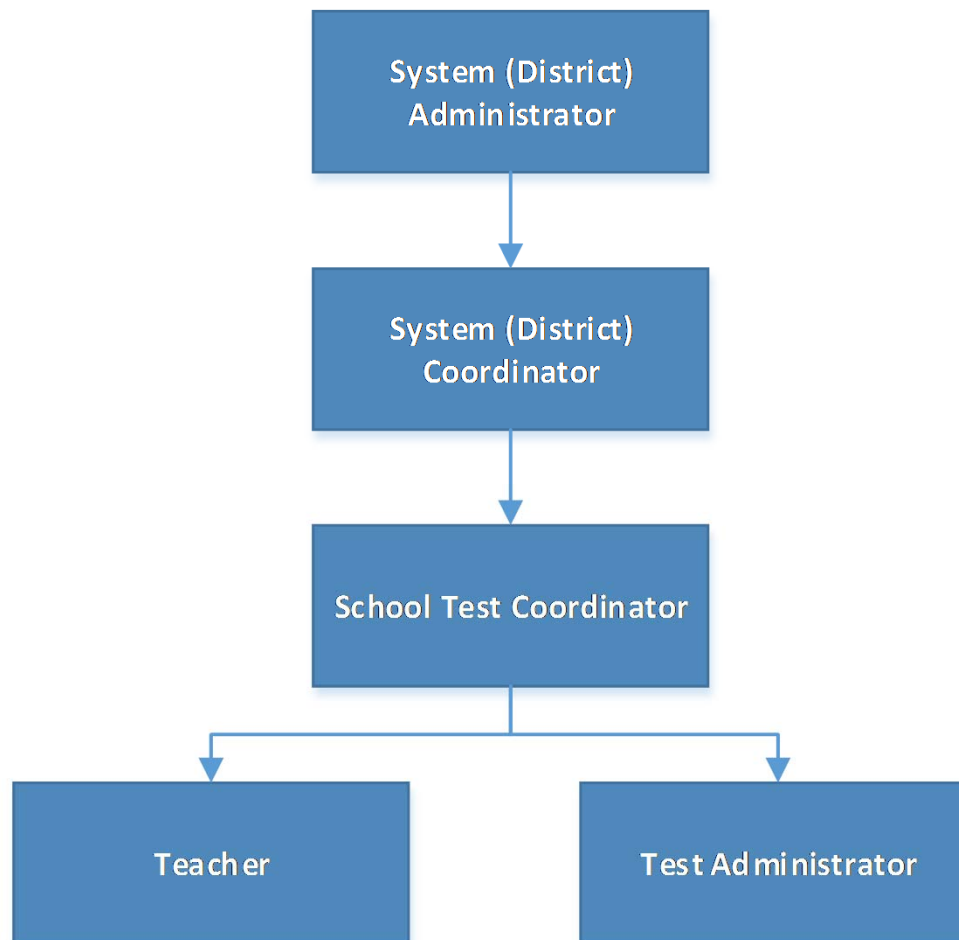 System (District)
Administrator
System (District)
Coordinator
School Test Coordinator
Teacher
Test Administrator